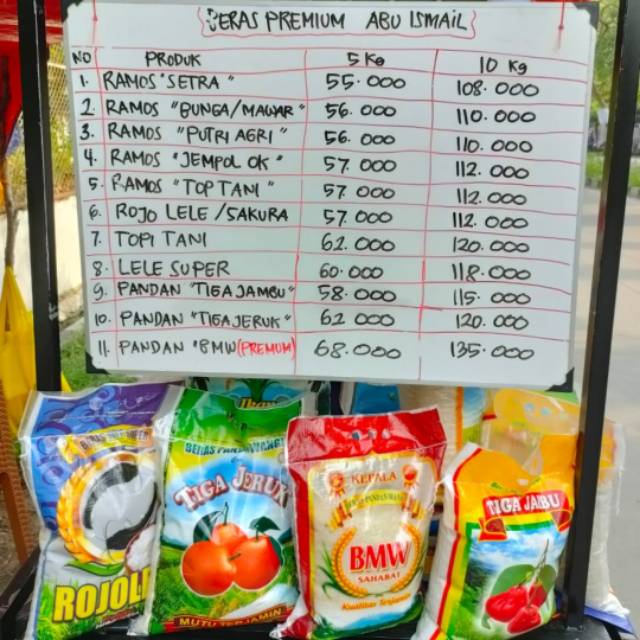 BERAS PREMIUM ABU ISMAIL
NO PRODUK 5 Kg 10 Kg
1. RAMOS "SETRA" 55.000 108.000
2. RAMOS "BUNGA/MAWAR" 56.000 110.000
3. RAMOS "PUTRI AGRI" 56.000 110.000
4. RAMOS "JEMPOL OK" 57.000 112.000
5. RAMOS "TOP TANI" 57.000 112.000
6. ROJO LELE/SAKURA 57.000 112.000
7. TOPI TANI 62.000 120.000
8. LELE SUPER 60.000 118.000
9. PANDAN "TIGA JAMBU" 58.000 115.000
10. PANDAN "TIGA JERUK" 62.000 120.000
11. PANDAN "BMW (PREMIUM) 68.000 135.000
ROJOL
TIGA JERUK
MUTU TERJAMIN
KEPALA
BMW
SAHABAT
Kualitas Terjamin
TIGA JAMBU